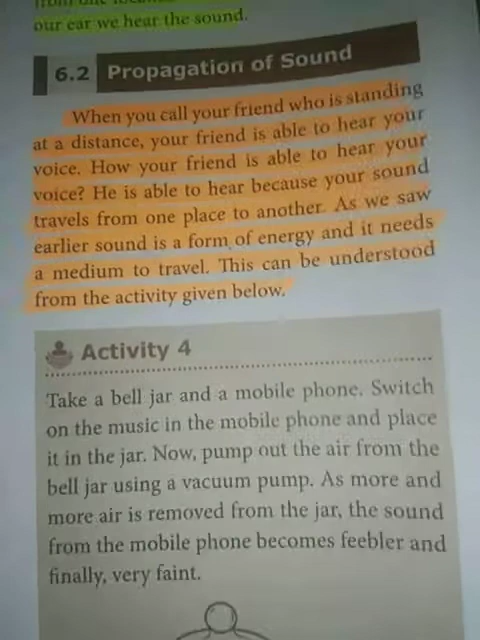 our ear we hear the sound.
6.2 Propagation of Sound
When you call your friend who is standing
at a distance, your friend is able to hear your
voice. How your friend is able to hear your
voice? He is able to hear because your sound
travels from one place to another. As we saw
earlier sound is a form of energy and it needs
a medium to travel. This can be understood
from the activity given below.
Activity 4
Take a bell jar and a mobile phone. Switch
on the music in the mobile phone and place
it in the jar. Now, pump out the air from the
bell jar using a vacuum pump. As more and
more air is removed from the jar, the sound
from the mobile phone becomes feebler and
finally, very faint.